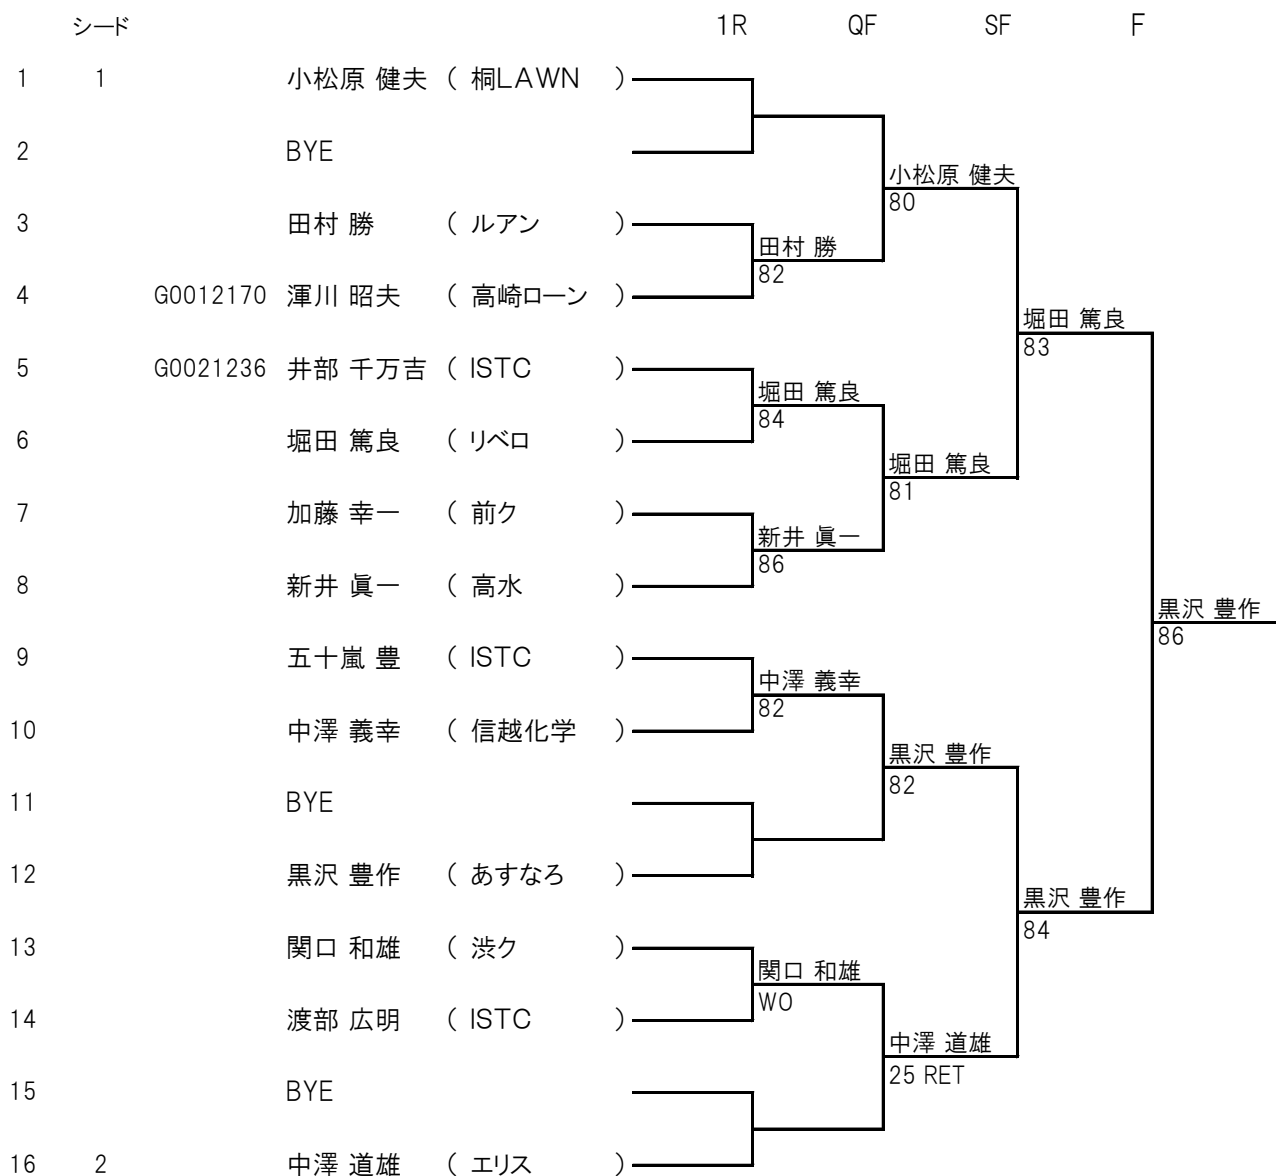 シード 1R QF SF F
1 1 小松原 健夫 ( 桐LAWN )
2 BYE
小松原 健夫
80
3 田村 勝 ( ルアン )
田村 勝
82
4 G0012170 渾川 昭夫 ( 高崎ローン )
堀田 篤良
83
5 G0021236 井部 千万吉 ( ISTC )
堀田 篤良
84
6 堀田 篤良 ( リベロ )
堀田 篤良
81
7 加藤 幸一 ( 前ク )
新井 眞一
86
8 新井 眞一 ( 高水 )
黒沢 豊作
86
9 五十嵐 豊 ( ISTC )
中澤 義幸
82
10 中澤 義幸 ( 信越化学 )
黒沢 豊作
82
11 BYE
12 黒沢 豊作 ( あすなろ )
黒沢 豊作
84
13 関口 和雄 ( 渋ク )
関口 和雄
WO
14 渡部 広明 ( ISTC )
中澤 道雄
25 RET
15 BYE
16 2 中澤 道雄 ( エリス )